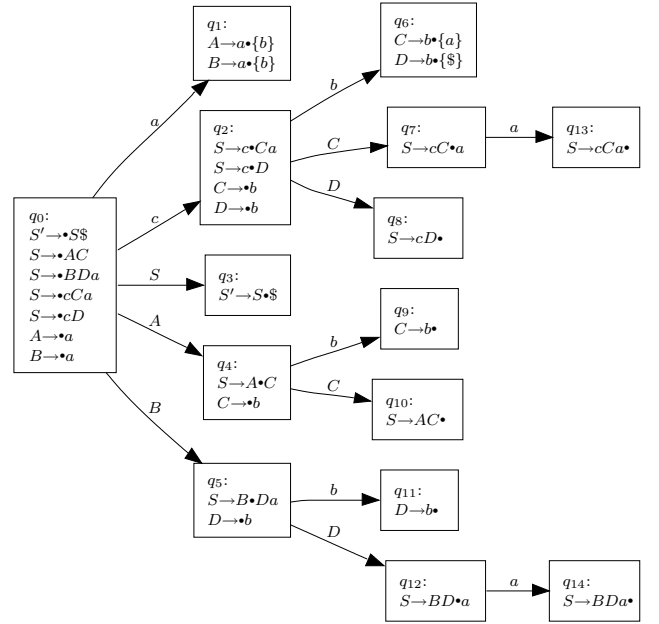 q₁:
A→a•{b}
B→a•{b}
q₆:
C→b•{a}
D→b•{$}
a
b
q₂:
S→c•Ca
S→c•D
C→•b
D→•b
C
q₇:
S→cC•a
a
q₁₃:
S→cCa•
D
q₈:
S→cD•
q₀:
S′→•S$
S→•AC
S→•BDa
S→•cCa
S→•cD
A→•a
B→•a
c
S
q₃:
S′→S•$
A
q₄:
S→A•C
C→•b
b
q₉:
C→b•
C
q₁₀:
S→AC•
B
q₅:
S→B•Da
D→•b
b
q₁₁:
D→b•
D
q₁₂:
S→BD•a
a
q₁₄:
S→BDa•